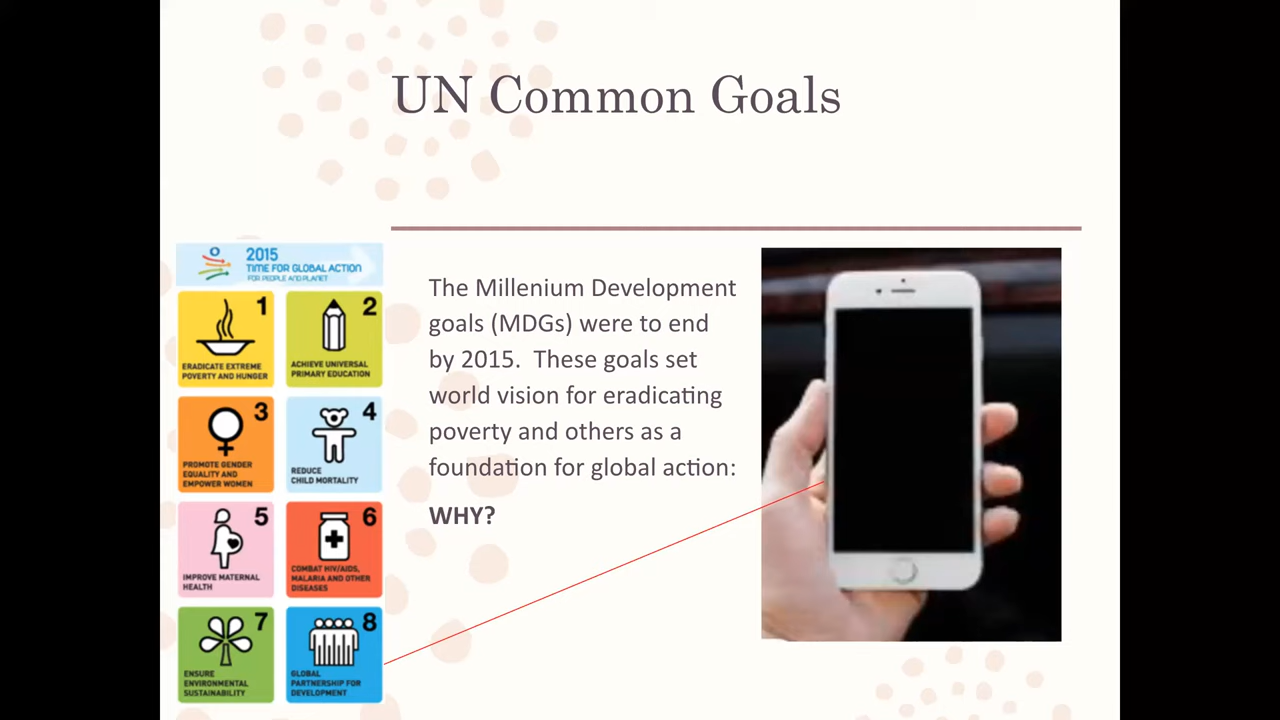 UN Common Goals
2015
TIME FOR GLOBAL ACTION
FOR PEOPLE AND PLANET
1
ERADICATE EXTREME
POVERTY AND HUNGER
2
ACHIEVE UNIVERSAL
PRIMARY EDUCATION
3
PROMOTE GENDER
EQUALITY AND
EMPOWER WOMEN
4
REDUCE
CHILD MORTALITY
5
IMPROVE MATERNAL
HEALTH
6
COMBAT HIV/AIDS,
MALARIA AND OTHER
DISEASES
7
ENSURE
ENVIRONMENTAL
SUSTAINABILITY
8
GLOBAL
PARTNERSHIP FOR
DEVELOPMENT
The Millenium Development
goals (MDGs) were to end
by 2015.  These goals set
world vision for eradicating
poverty and others as a
foundation for global action:
WHY?